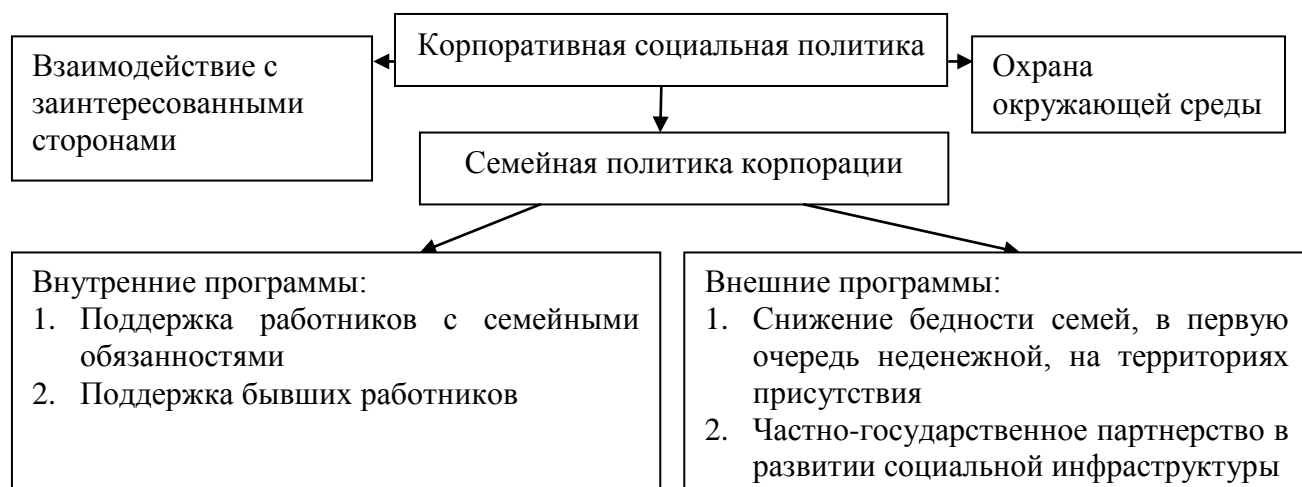 Корпоративная социальная политика
Взаимодействие с
заинтересованными
сторонами
Охрана
окружающей среды
Семейная политика корпорации
Внутренние программы:
1. Поддержка работников с семейными
обязанностями
2. Поддержка бывших работников
Внешние программы:
1. Снижение бедности семей, в первую
очередь неденежной, на территориях
присутствия
2. Частно-государственное партнерство в
развитии социальной инфраструктуры